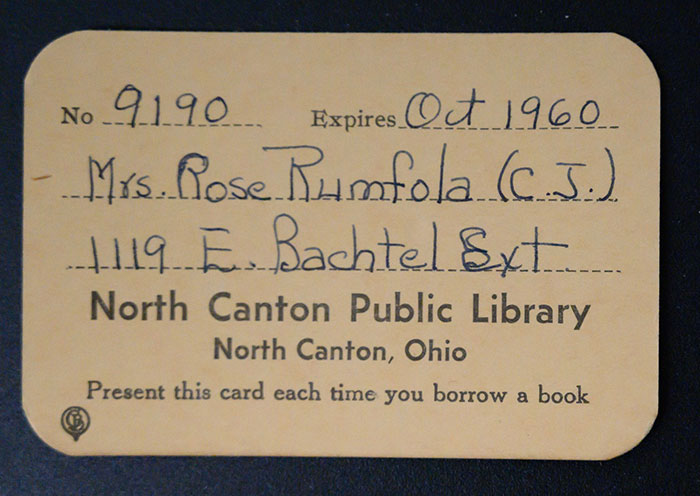 No 9190 Expires Oct 1960
Mrs. Rose Rumfola (C.J.)
1119 E. Bachtel Ext.
North Canton Public Library
North Canton, Ohio
Present this card each time you borrow a book